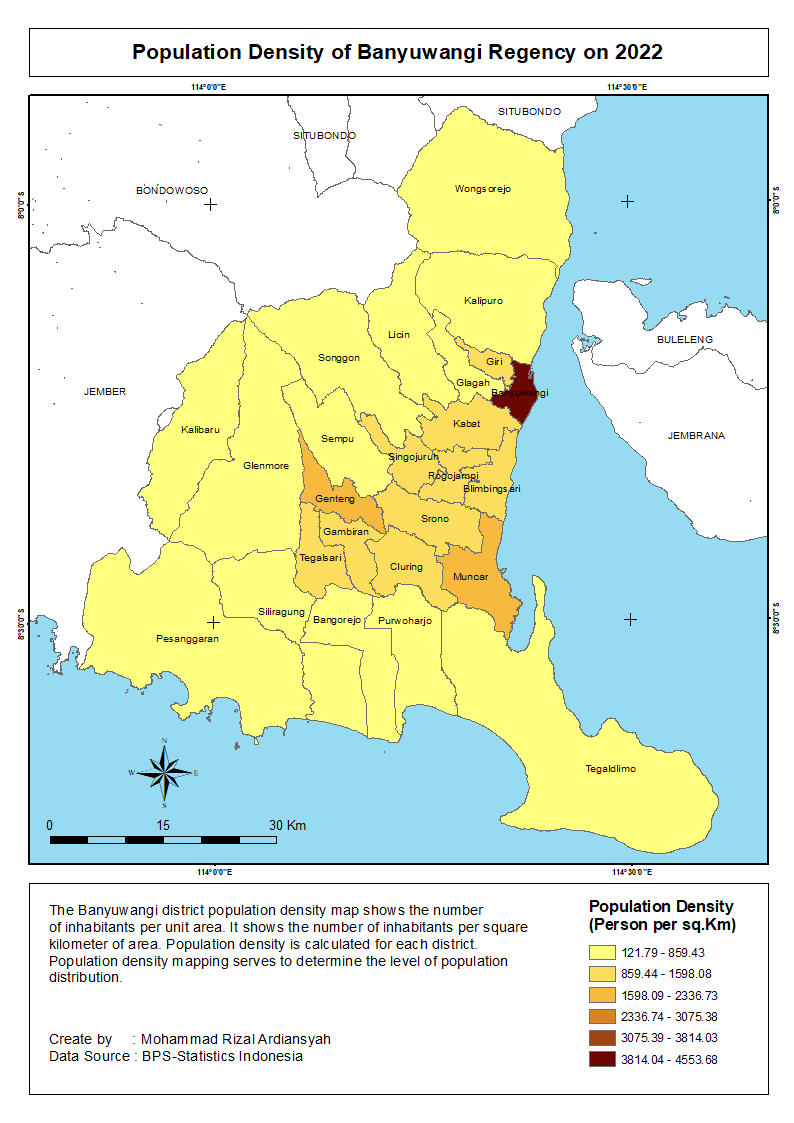 Population Density of Banyuwangi Regency on 2022
114°0'0"E
114°30'0"E
SITUBONDO
SITUBONDO
BONDOWOSO
Wongsorejo
8°0'0"S
8°0'0"S
Kalipuro
Licin
BULELENG
Songgon
Giri
Glagah
JEMBER
Banyuwangi
Kalibaru
Kabat
JEMBRANA
Sempu
Singojuruh
Glenmore
Rogojampi
Blimbingsari
Genteng
Srono
Gambiran
Tegalsari
Cluring
Muncar
Siliragung
Bangorejo
Purwoharjo
8°30'0"S
8°30'0"S
Pesanggaran
N
W
E
S
Tegaldlimo
0 15 30 Km
114°0'0"E
114°30'0"E
The Banyuwangi district population density map shows the number
of inhabitants per unit area. It shows the number of inhabitants per square
kilometer of area. Population density is calculated for each district.
Population density mapping serves to determine the level of population
distribution.
Create by : Mohammad Rizal Ardiansyah
Data Source : BPS-Statistics Indonesia
Population Density
(Person per sq.Km)
121.79 - 859.43
859.44 - 1598.08
1598.09 - 2336.73
2336.74 - 3075.38
3075.39 - 3814.03
3814.04 - 4553.68